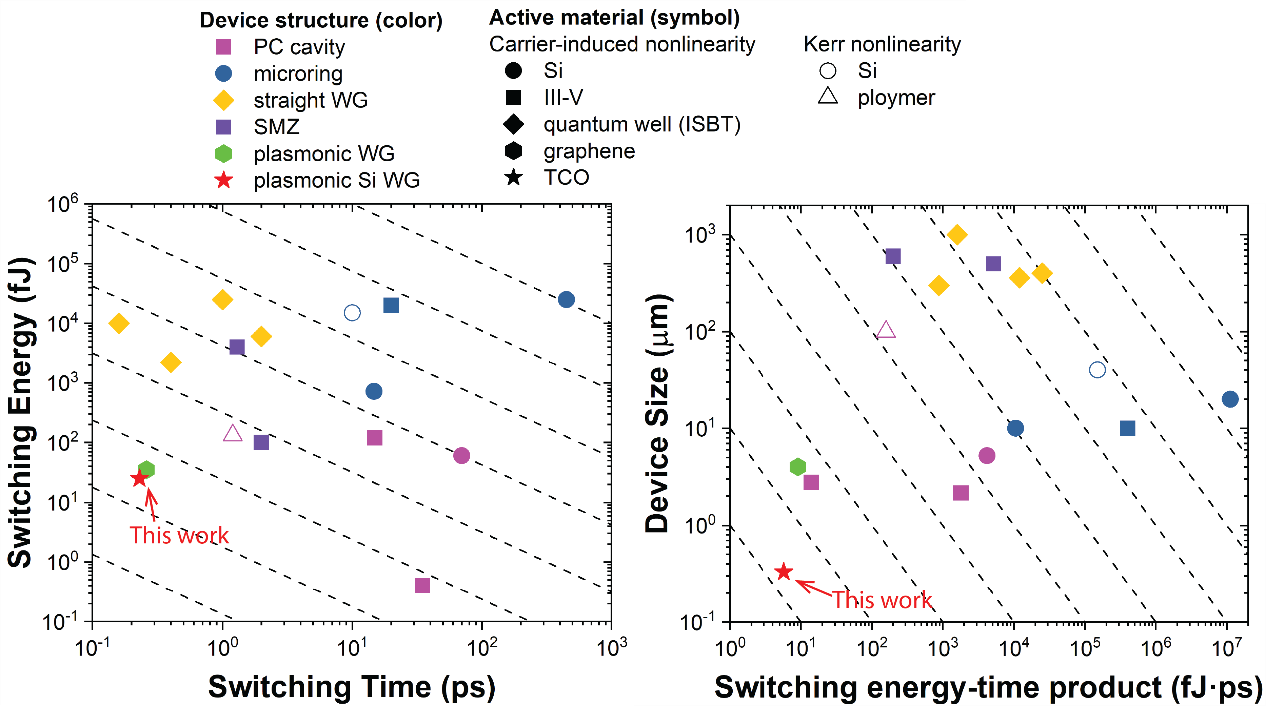 Device structure (color)
PC cavity
microring
straight WG
SMZ
plasmonic WG
plasmonic Si WG
Active material (symbol)
Carrier-induced nonlinearity
Si
III-V
quantum well (ISBT)
graphene
TCO
Kerr nonlinearity
Si
ploymer
Switching Energy (fJ)
10^6
10^5
10^4
10^3
10^2
10^1
10^0
10^-1
This work
10^-1 10^0 10^1 10^2 10^3
Switching Time (ps)
Device Size (μm)
10^3
10^2
10^1
10^0
10^-1
This work
10^0 10^1 10^2 10^3 10^4 10^5 10^6 10^7
Switching energy-time product (fJ·ps)